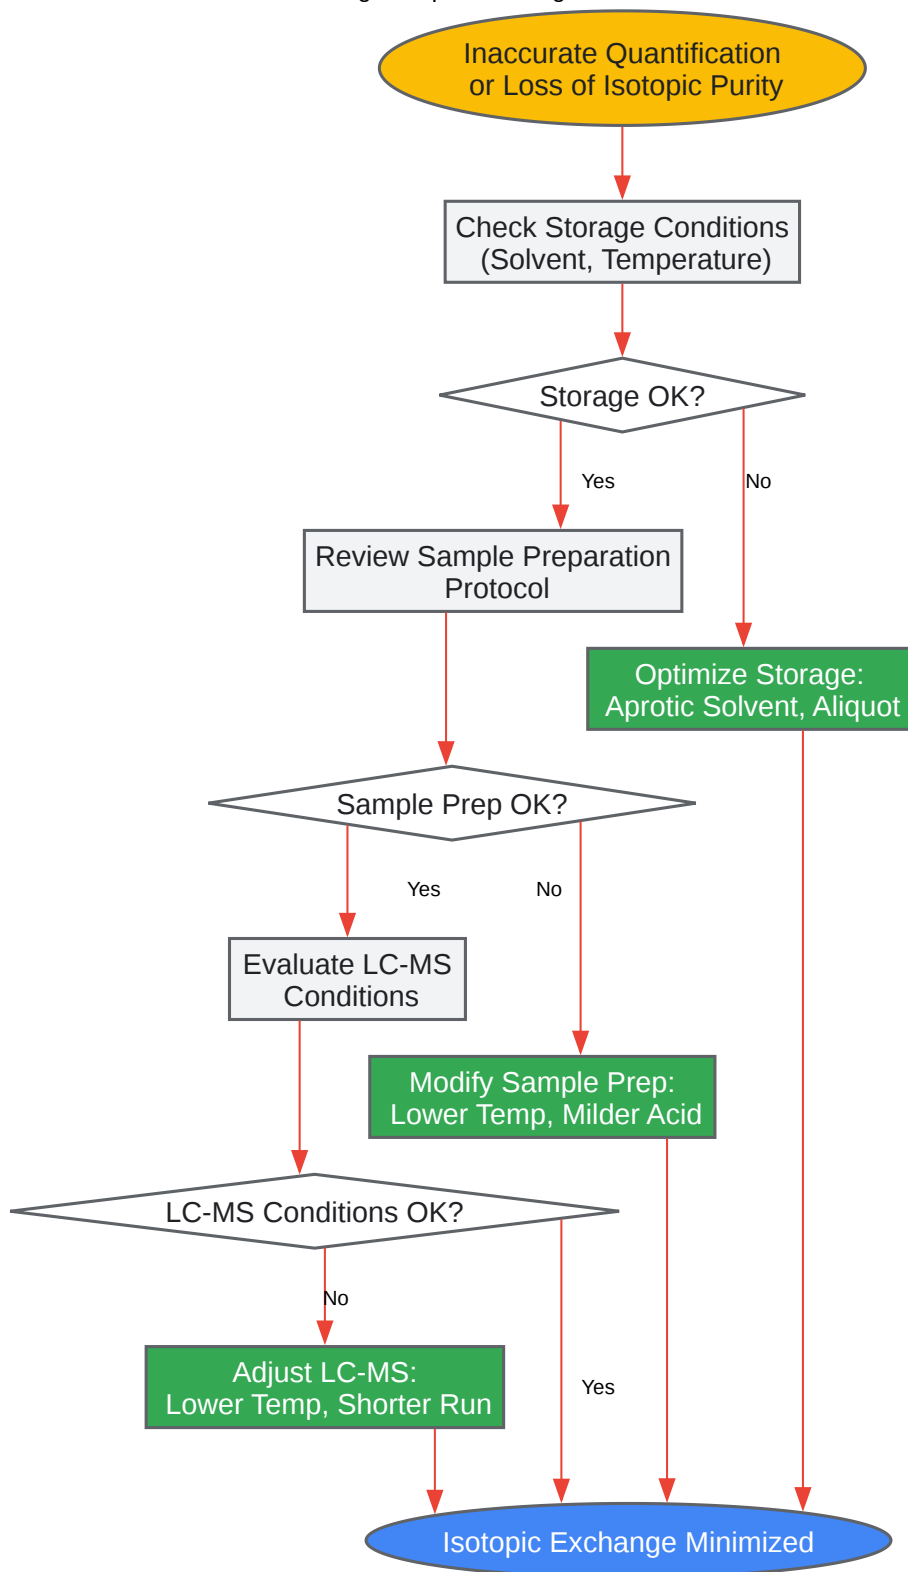 Inaccurate Quantification
or Loss of Isotopic Purity
Check Storage Conditions
(Solvent, Temperature)
Storage OK?
Yes
No
Review Sample Preparation
Protocol
Optimize Storage:
Aprotic Solvent, Aliquot
Sample Prep OK?
Yes
No
Evaluate LC-MS
Conditions
Modify Sample Prep:
Lower Temp, Milder Acid
LC-MS Conditions OK?
No
Yes
Adjust LC-MS:
Lower Temp, Shorter Run
Isotopic Exchange Minimized